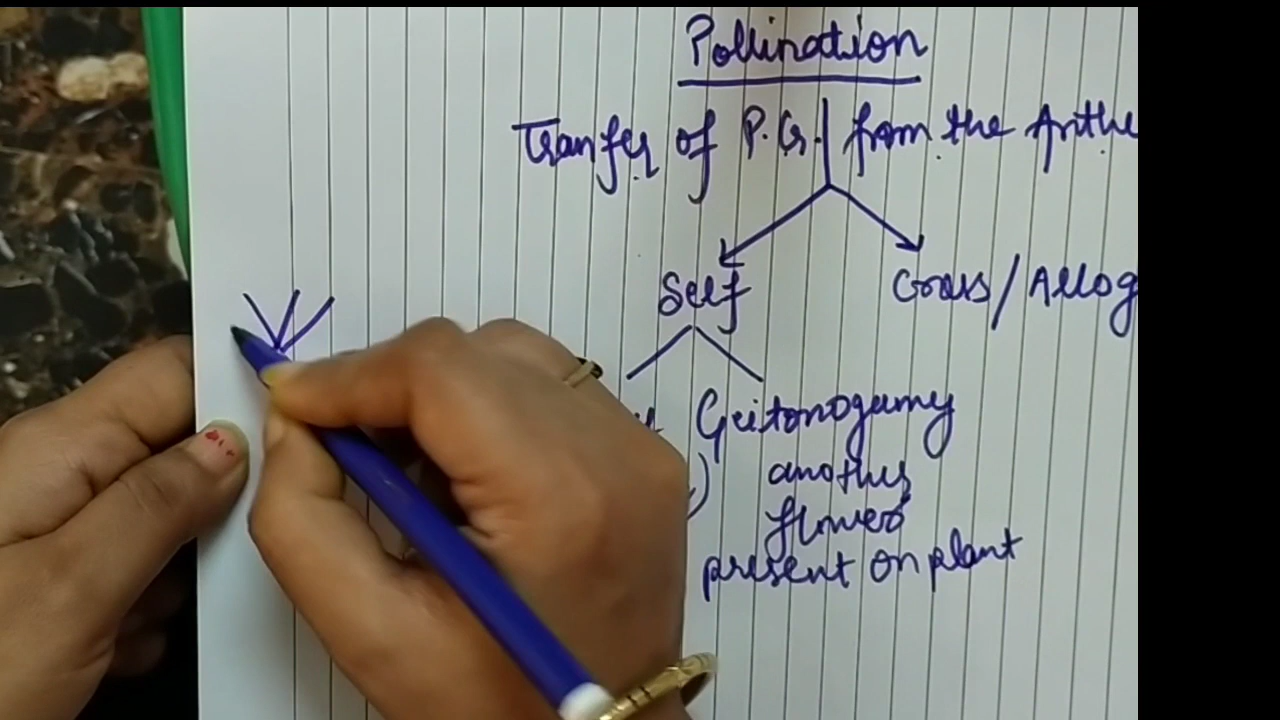 Pollination
Tranfer of P.G. from the Anthe
Self Cross/Allog
Geitonogamy
another
flower
present on plant